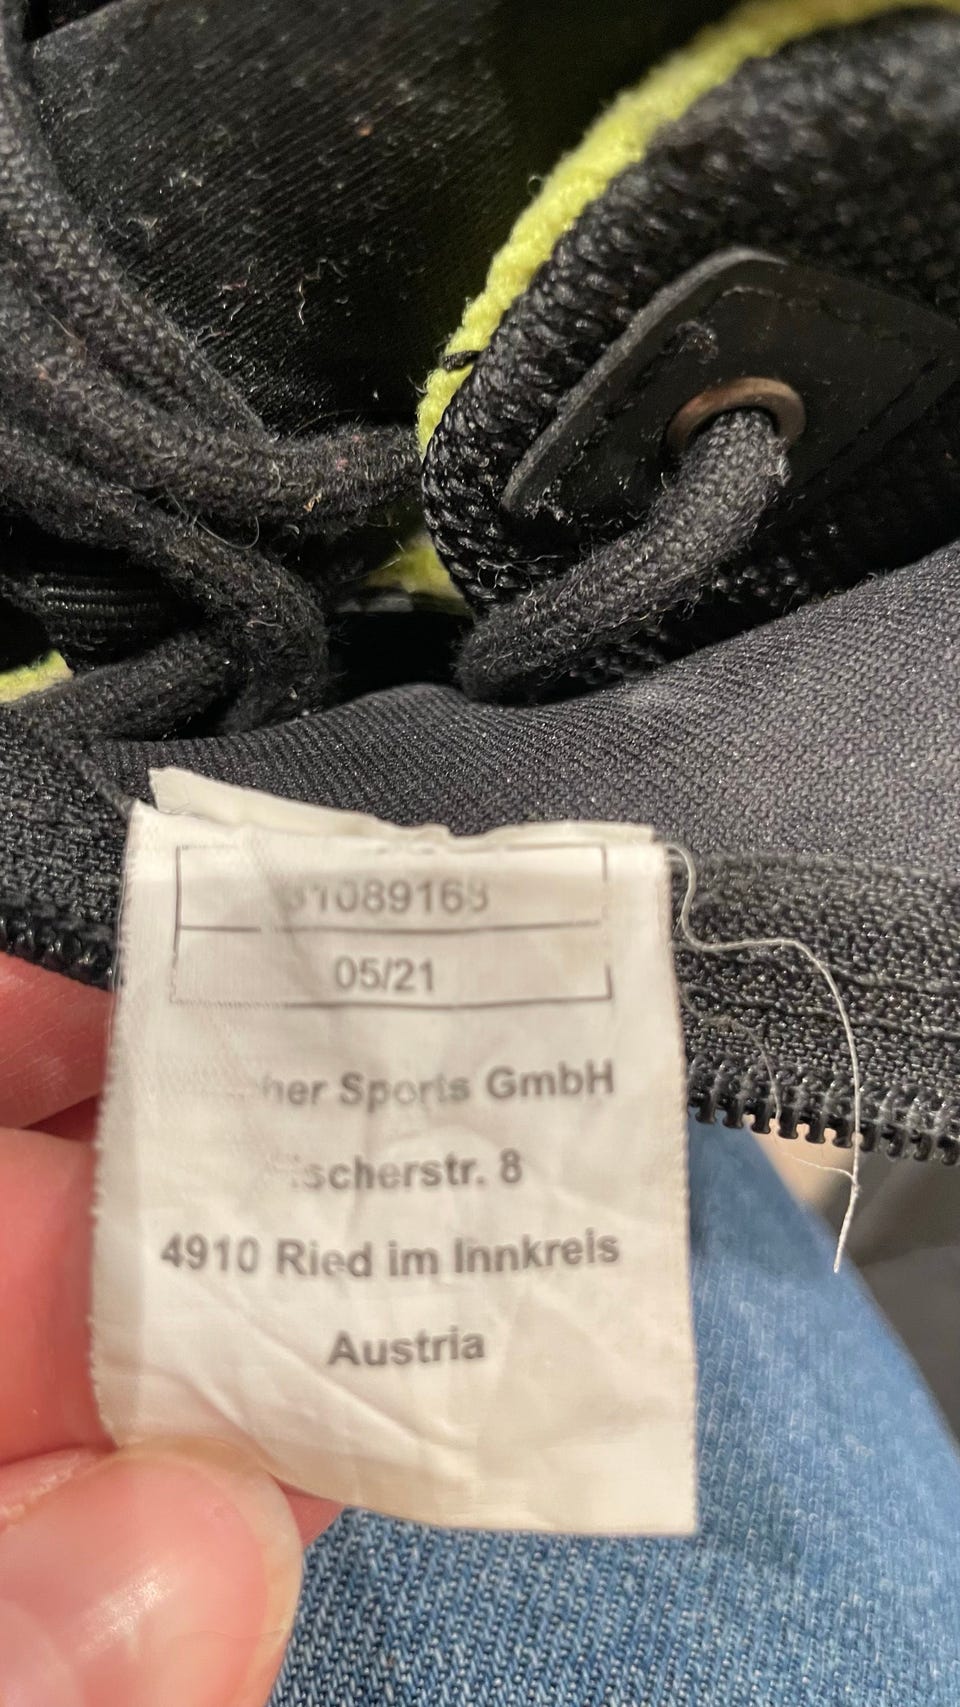 05/21
Sports GmbH
8
4910 Ried im Innkreis
Austria